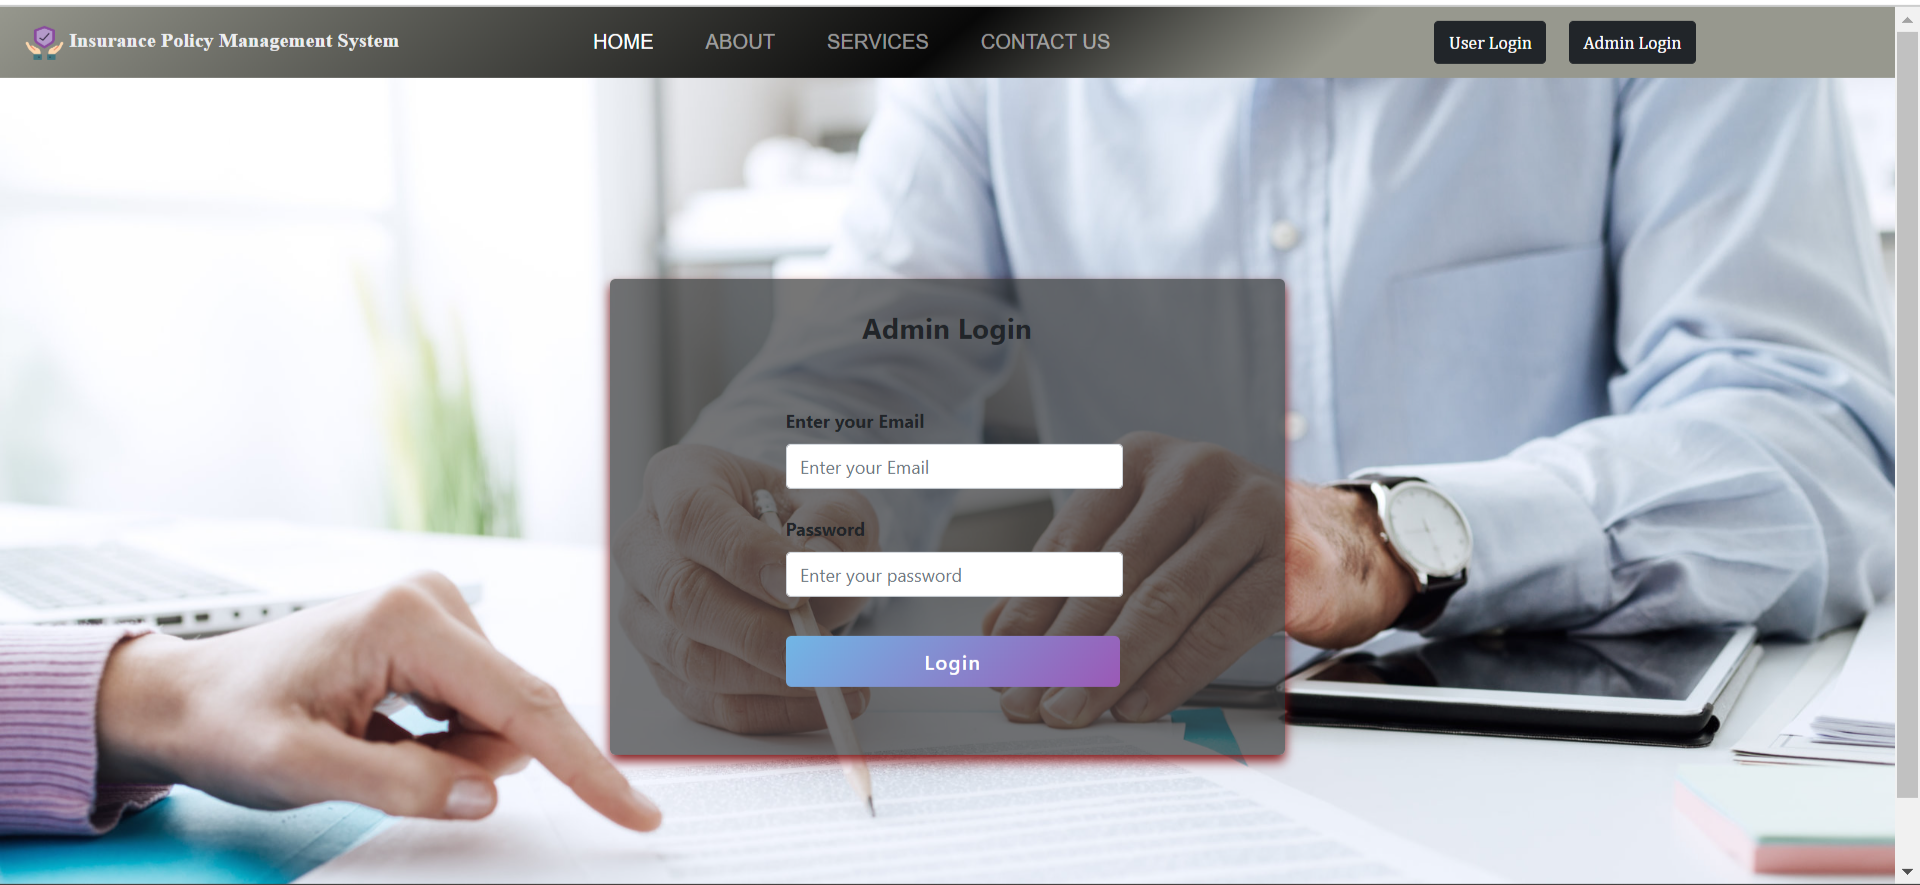 Insurance Policy Management System
HOME ABOUT SERVICES CONTACT US
User Login Admin Login
Admin Login
Enter your Email
Enter your Email
Password
Enter your password
Login